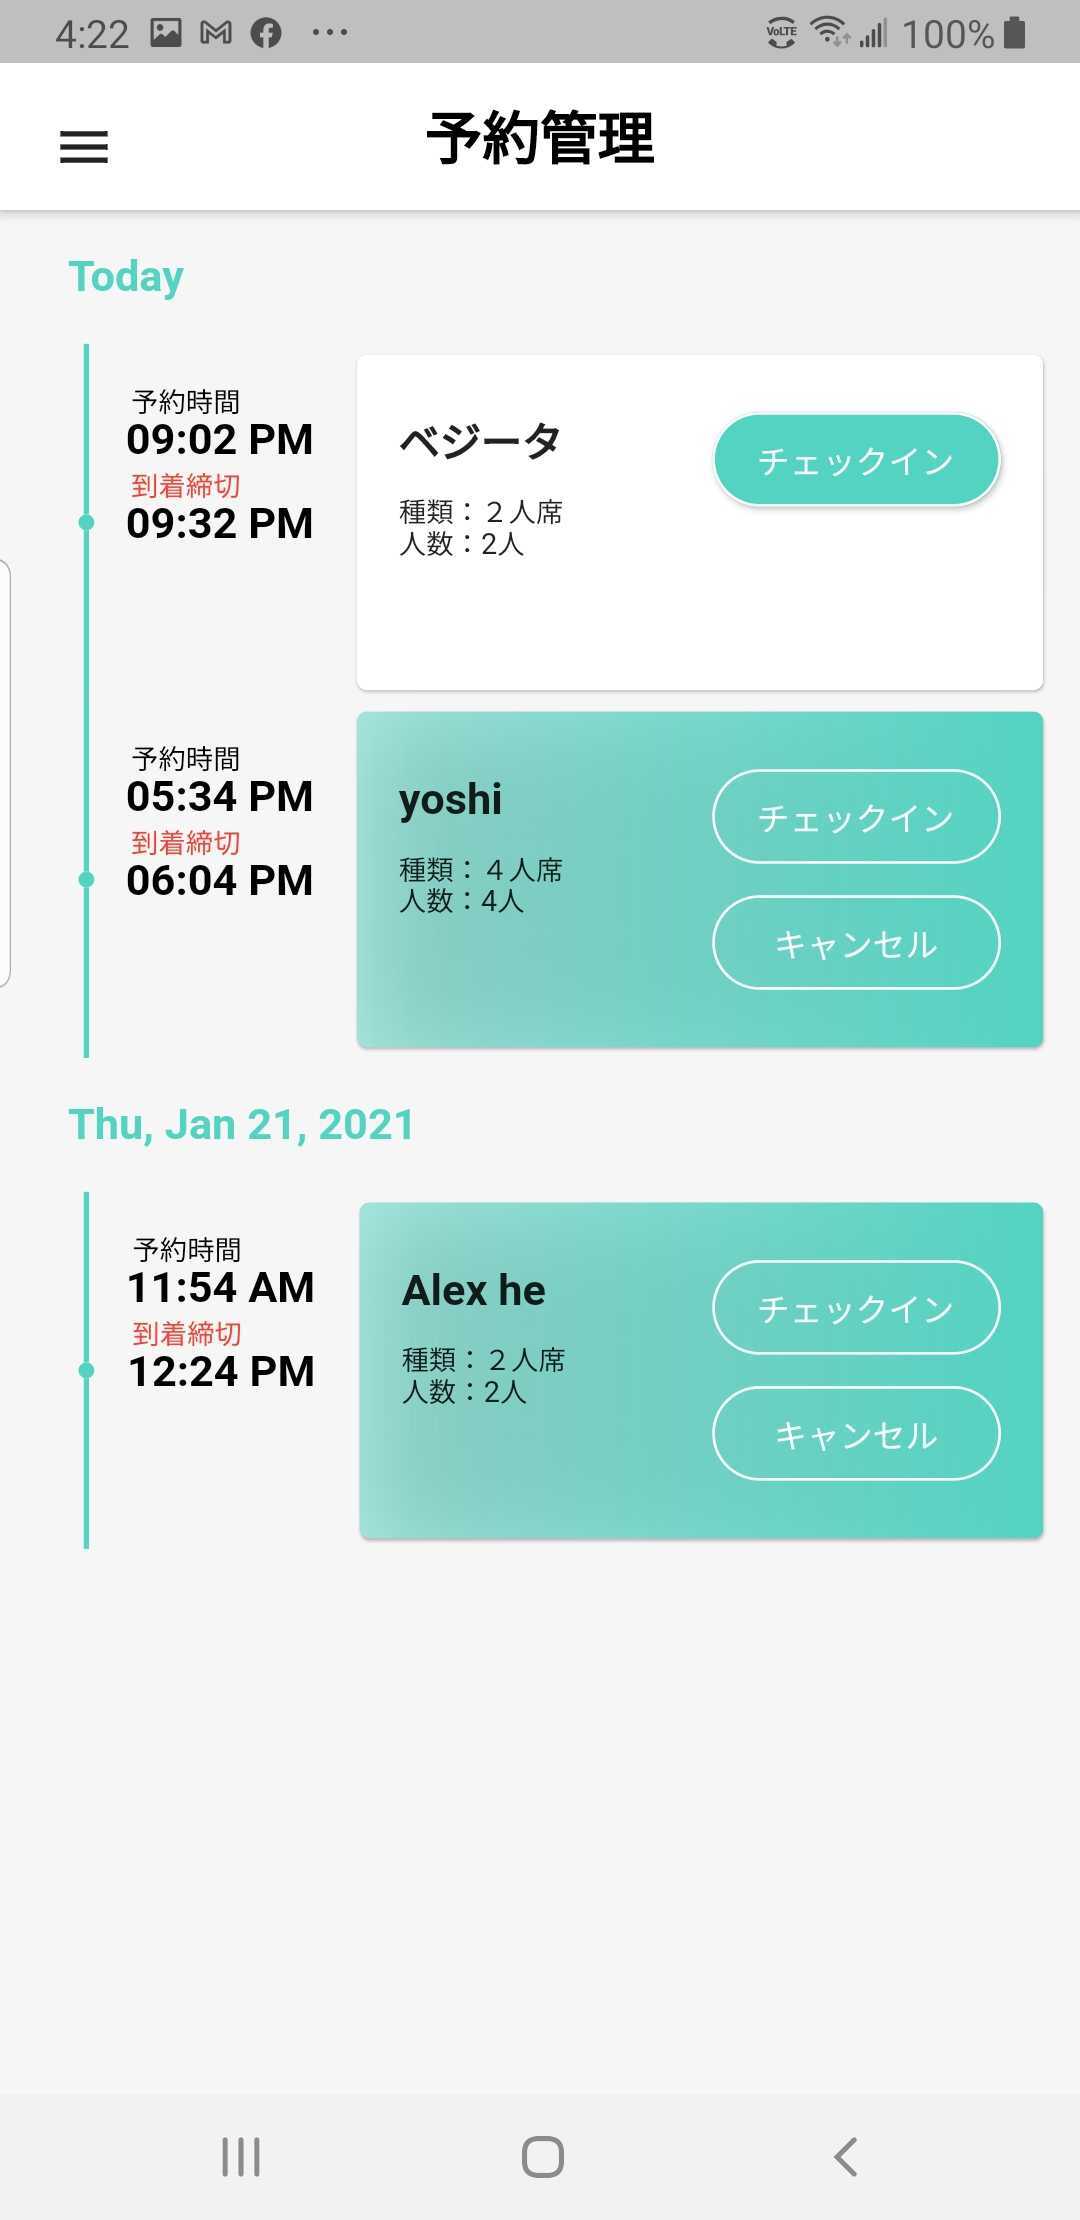 4:22
VoLTE 100%
予約管理
Today
予約時間
09:02 PM
到着締切
09:32 PM
ベジータ
チェックイン
種類：２人席
人数：2人
予約時間
05:34 PM
到着締切
06:04 PM
yoshi
チェックイン
種類：４人席
人数：4人
キャンセル
Thu, Jan 21, 2021
予約時間
11:54 AM
到着締切
12:24 PM
Alex he
チェックイン
種類：２人席
人数：2人
キャンセル